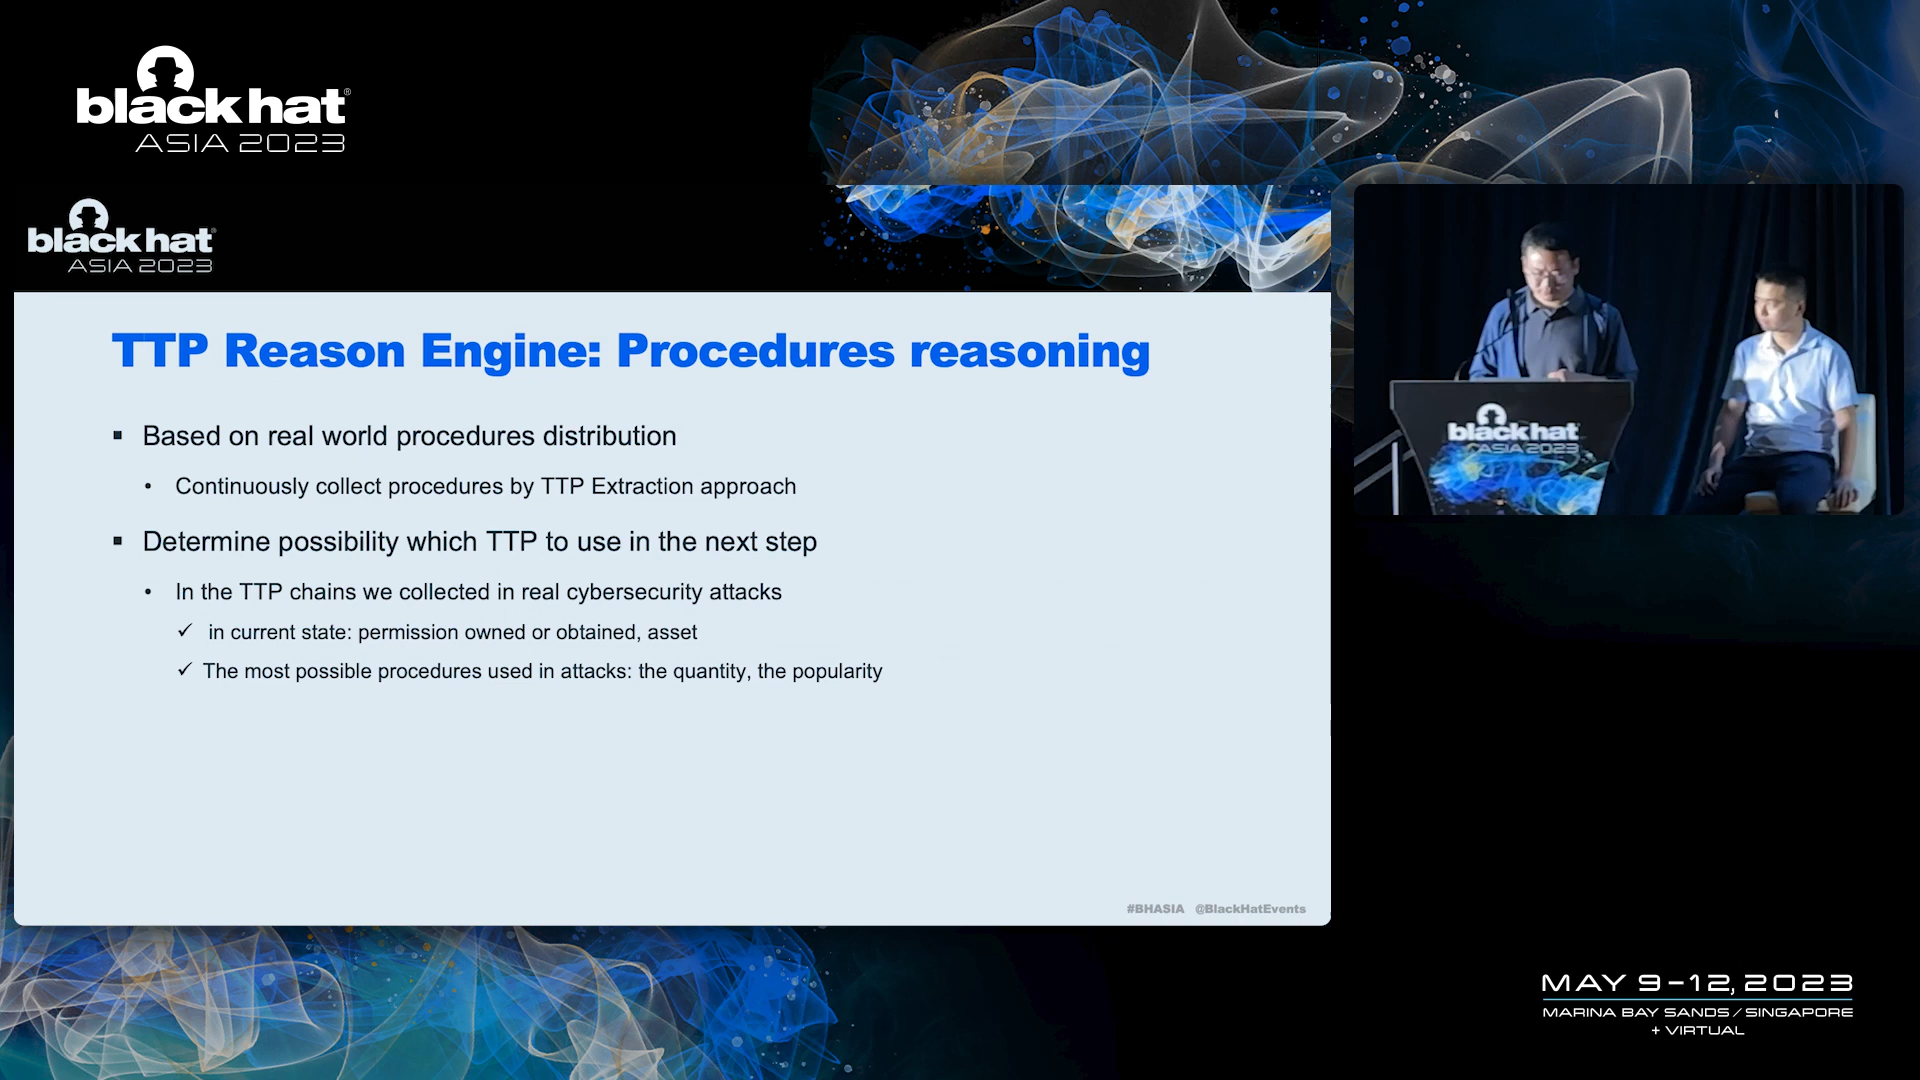 black hat®
ASIA 2023
black hat®
ASIA 2023
TTP Reason Engine: Procedures reasoning
▪ Based on real world procedures distribution
• Continuously collect procedures by TTP Extraction approach
▪ Determine possibility which TTP to use in the next step
• In the TTP chains we collected in real cybersecurity attacks
✓ in current state: permission owned or obtained, asset
✓ The most possible procedures used in attacks: the quantity, the popularity
#BHASIA @BlackHatEvents
black hat
ASIA 2023
MAY 9-12, 2023
MARINA BAY SANDS / SINGAPORE
+ VIRTUAL